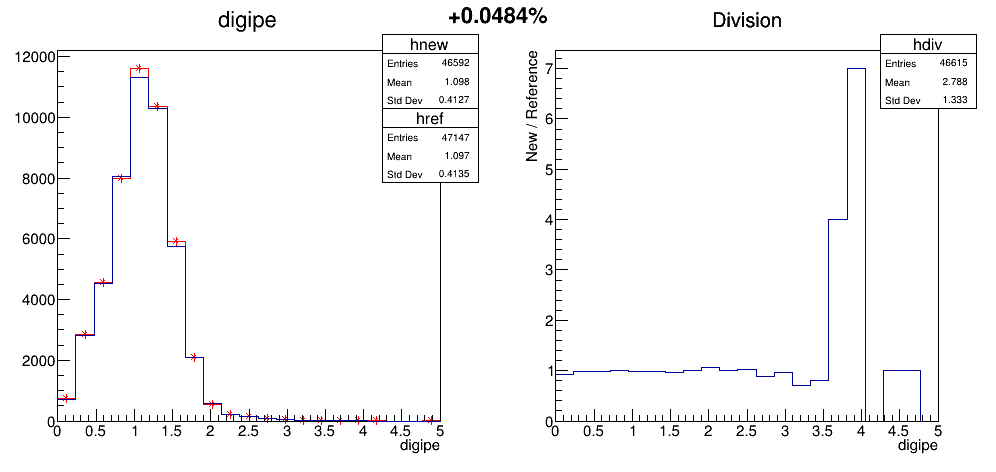 +0.0484%
digipe
hnew
Entries 46592
Mean 1.098
Std Dev 0.4127
href
Entries 47147
Mean 1.097
Std Dev 0.4135
12000
10000
8000
6000
4000
2000
0
0 0.5 1 1.5 2 2.5 3 3.5 4 4.5 5
digipe
Division
hdiv
Entries 46615
Mean 2.788
Std Dev 1.333
New / Reference
7
6
5
4
3
2
1
0
0 0.5 1 1.5 2 2.5 3 3.5 4 4.5 5
digipe